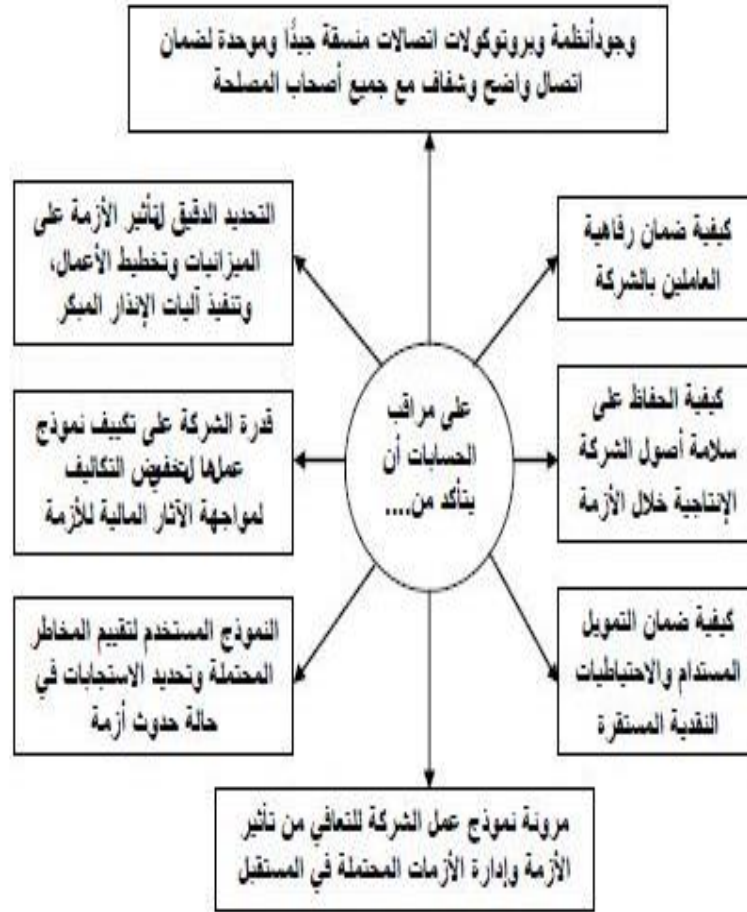 وجودأنظمة وبروتوكولات اتصالات منسقة جيدًا وموحدة لضمان
اتصال واضح وشفاف مع جميع أصحاب المصلحة
كيفية ضمان رفاهية
العاملين بالشركة
التحديد الدقيق لتأثير الأزمة على
الميزانيات وتخطيط الأعمال،
وتنفيذ آليات الإنذار المبكر
على مراقب
الحسابات أن
يتأكد من....
كيفية الحفاظ على
سلامة أصول الشركة
الإنتاجية خلال الأزمة
قدرة الشركة على تكييف نموذج
عملها لتخفيض التكاليف
لمواجهة الآثار المالية للأزمة
كيفية ضمان التمويل
المستدام والاحتياطيات
النقدية المستقرة
النموذج المستخدم لتقييم المخاطر
المحتملة وتحديد الاستجابات في
حالة حدوث أزمة
مرونة نموذج عمل الشركة للتعافي من تأثير
الأزمة وإدارة الأزمات المحتملة في المستقبل